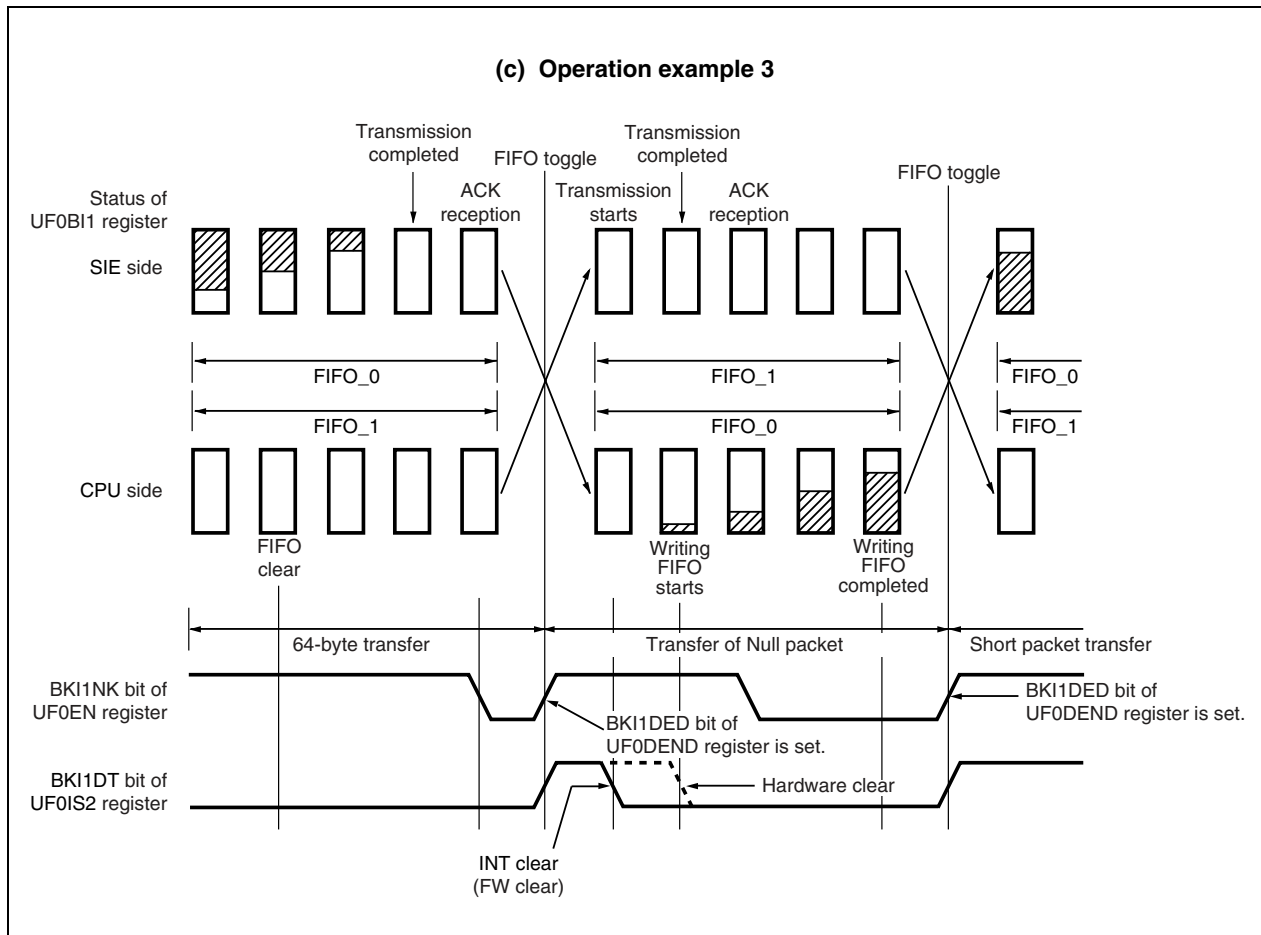 (c) Operation example 3
Transmission
completed
FIFO toggle
Transmission
completed
FIFO toggle
Status of
UF0BI1 register
ACK
reception
Transmission
starts
ACK
reception
SIE side
FIFO_0
FIFO_1
FIFO_0
FIFO_1
FIFO_0
FIFO_1
CPU side
FIFO
clear
Writing
FIFO
starts
Writing
FIFO
completed
64-byte transfer
Transfer of Null packet
Short packet transfer
BKI1NK bit of
UF0EN register
BKI1DED bit of
UF0DEND register is set.
BKI1DED bit of
UF0DEND register is set.
BKI1DT bit of
UF0IS2 register
Hardware clear
INT clear
(FW clear)